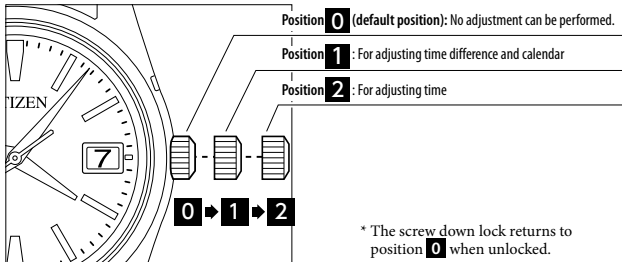 Position 0 (default position): No adjustment can be performed.
Position 1 : For adjusting time difference and calendar
Position 2 : For adjusting time
TIZEN
7
0 ➡ 1 ➡ 2
* The screw down lock returns to
position 0 when unlocked.